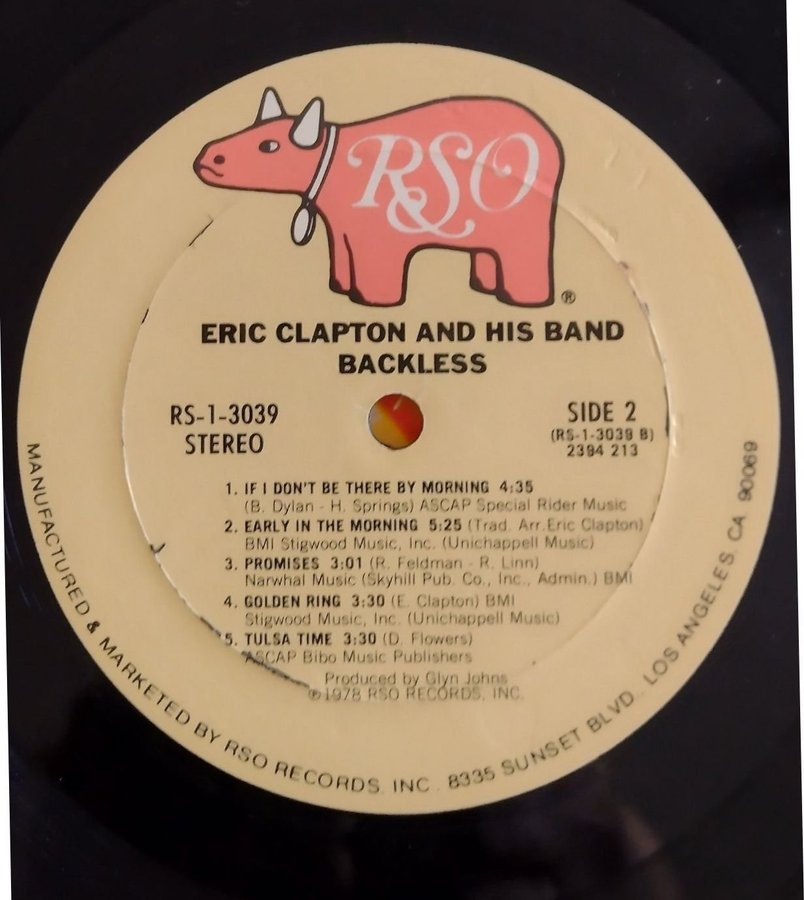 RSO
®
ERIC CLAPTON AND HIS BAND
BACKLESS
RS-1-3039
STEREO
SIDE 2
(RS-1-3039 B)
2394 213
1. IF I DON'T BE THERE BY MORNING 4:35
(B. Dylan - H. Springs) ASCAP Special Rider Music
2. EARLY IN THE MORNING 5:25 (Trad. Arr. Eric Clapton)
BMI Stigwood Music, Inc. (Unichappell Music)
3. PROMISES 3:01 (R. Feldman - R. Linn)
Narwhal Music (Skyhill Pub. Co., Inc., Admin.) BMI
4. GOLDEN RING 3:30 (E. Clapton) BMI
Stigwood Music, Inc. (Unichappell Music)
5. TULSA TIME 3:30 (D. Flowers)
ASCAP Bibo Music Publishers
Produced by Glyn Johns
℗1978 RSO RECORDS, INC.
MANUFACTURED & MARKETED BY RSO RECORDS, INC. 8335 SUNSET BLVD., LOS ANGELES, CA 90069